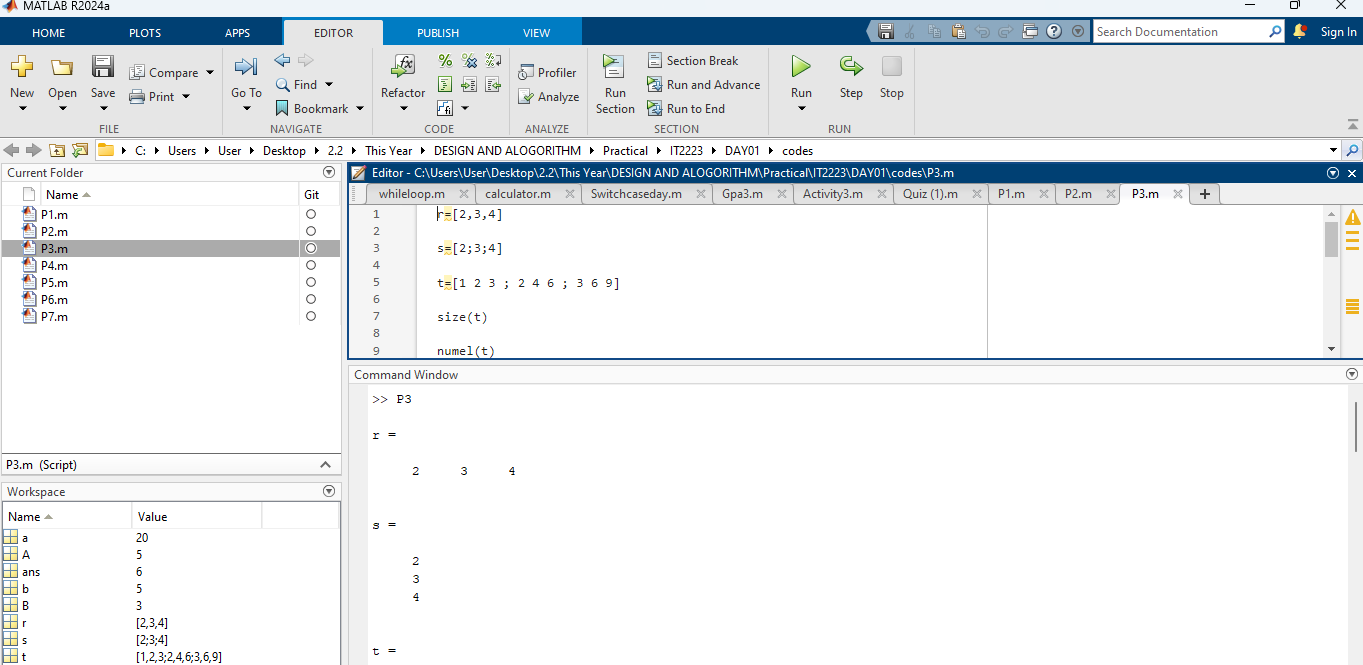 MATLAB R2024a
HOME PLOTS APPS EDITOR PUBLISH VIEW
Search Documentation
Sign In
New Open Save
Compare
Print
FILE
Go To
Find
Bookmark
NAVIGATE
Refactor
CODE
Profiler
Analyze
ANALYZE
Run Section
Section Break
Run and Advance
Run to End
SECTION
Run Step Stop
RUN
C: Users User Desktop 2.2 This Year DESIGN AND ALOGORITHM Practical IT2223 DAY01 codes
Current Folder
Name Git
P1.m
P2.m
P3.m
P4.m
P5.m
P6.m
P7.m
P3.m (Script)
Workspace
Name Value
a 20
A 5
ans 6
b 5
B 3
r [2,3,4]
s [2;3;4]
t [1,2,3;2,4,6;3,6,9]
Editor - C:\Users\User\Desktop\2.2\This Year\DESIGN AND ALOGORITHM\Practical\IT2223\DAY01\codes\P3.m
whileloop.m calculator.m Switchcaseday.m Gpa3.m Activity3.m Quiz (1).m P1.m P2.m P3.m
1 r=[2,3,4]
2
3 s=[2;3;4]
4
5 t=[1 2 3 ; 2 4 6 ; 3 6 9]
6
7 size(t)
8
9 numel(t)
Command Window
>> P3
r =
2 3 4
s =
2
3
4
t =